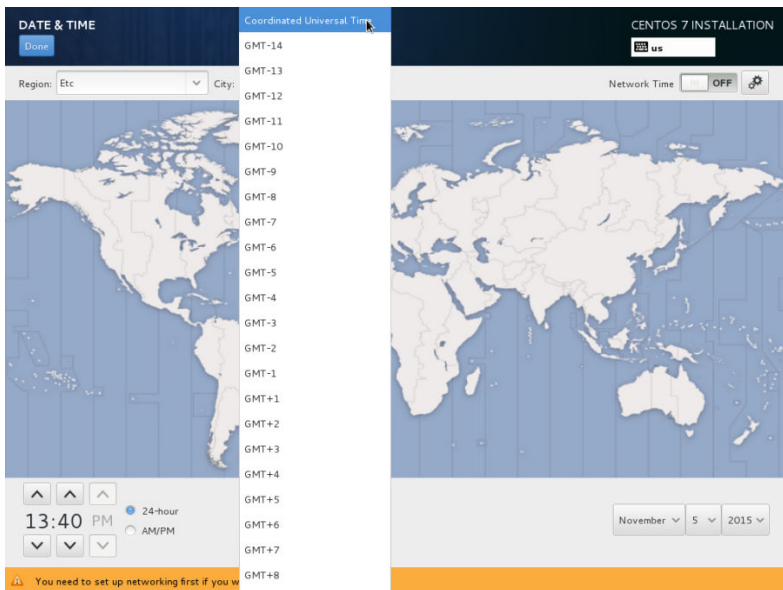 DATE & TIME
CENTOS 7 INSTALLATION
Done
us
Region: Etc
City:
Network Time
OFF
Coordinated Universal Time
GMT-14
GMT-13
GMT-12
GMT-11
GMT-10
GMT-9
GMT-8
GMT-7
GMT-6
GMT-5
GMT-4
GMT-3
GMT-2
GMT-1
GMT+1
GMT+2
GMT+3
GMT+4
GMT+5
GMT+6
GMT+7
GMT+8
13:40 PM
24-hour
AM/PM
November 5 2015
You need to set up networking first if you w